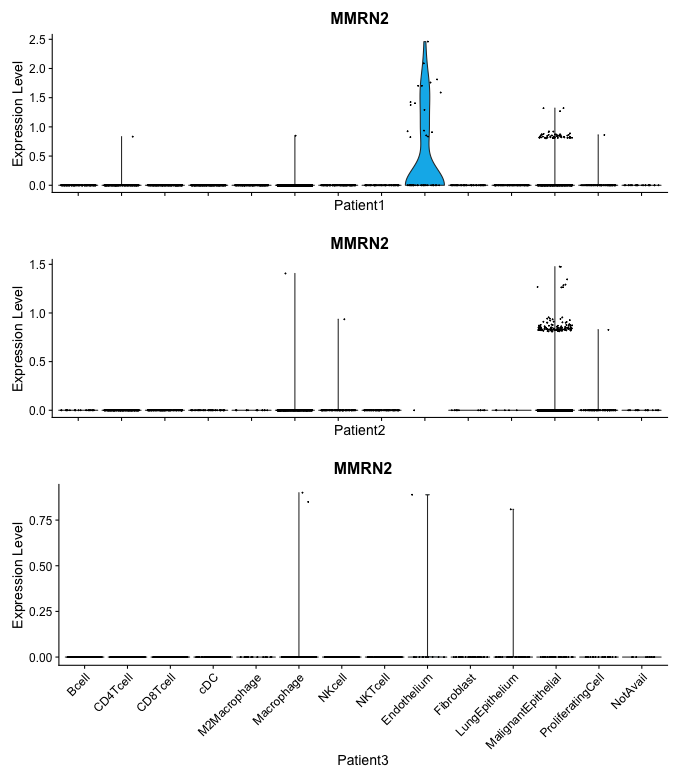 MMRN2
Expression Level
2.5
2.0
1.5
1.0
0.5
0.0
Patient1
MMRN2
Expression Level
1.5
1.0
0.5
0.0
Patient2
MMRN2
Expression Level
0.75
0.50
0.25
0.00
Bcell
CD4Tcell
CD8Tcell
cDC
M2Macrophage
Macrophage
NKcell
NKTcell
Endothelium
Fibroblast
LungEpithelium
MalignantEpithelial
ProliferatingCell
NotAvail
Patient3